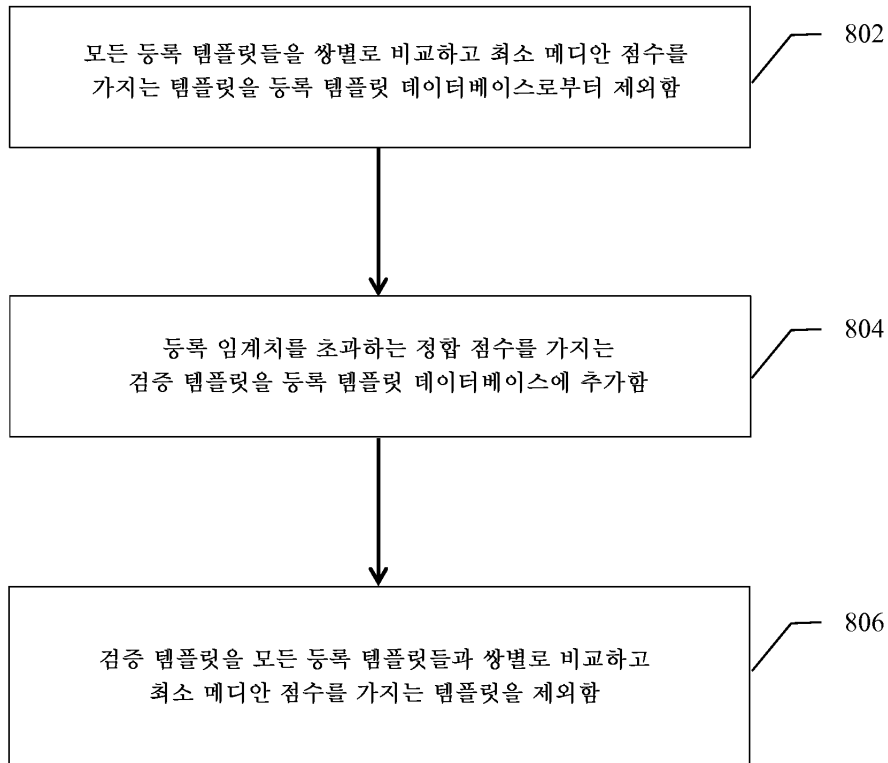 모든 등록 템플릿들을 쌍별로 비교하고 최소 메디안 점수를
가지는 템플릿을 등록 템플릿 데이터베이스로부터 제외함
802
등록 임계치를 초과하는 정합 점수를 가지는
검증 템플릿을 등록 템플릿 데이터베이스에 추가함
804
검증 템플릿을 모든 등록 템플릿들과 쌍별로 비교하고
최소 메디안 점수를 가지는 템플릿을 제외함
806